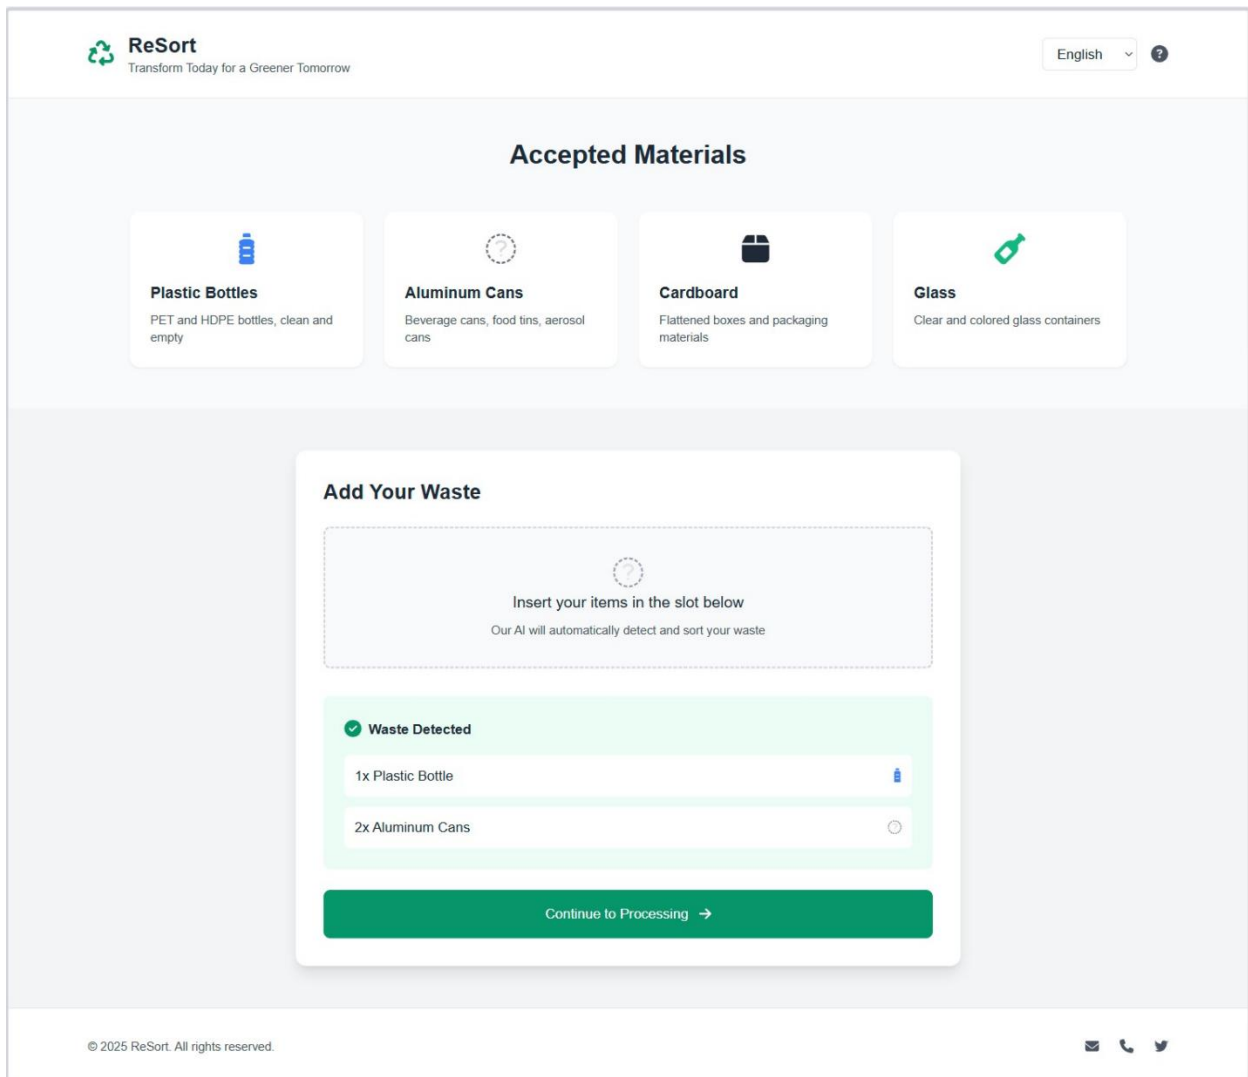 ReSort
Transform Today for a Greener Tomorrow
English
?
Accepted Materials
?
Plastic Bottles
PET and HDPE bottles, clean and
empty
Aluminum Cans
Beverage cans, food tins, aerosol
cans
Cardboard
Flattened boxes and packaging
materials
Glass
Clear and colored glass containers
Add Your Waste
?
Insert your items in the slot below
Our AI will automatically detect and sort your waste
Waste Detected
1x Plastic Bottle
2x Aluminum Cans
?
Continue to Processing →
© 2025 ReSort. All rights reserved.